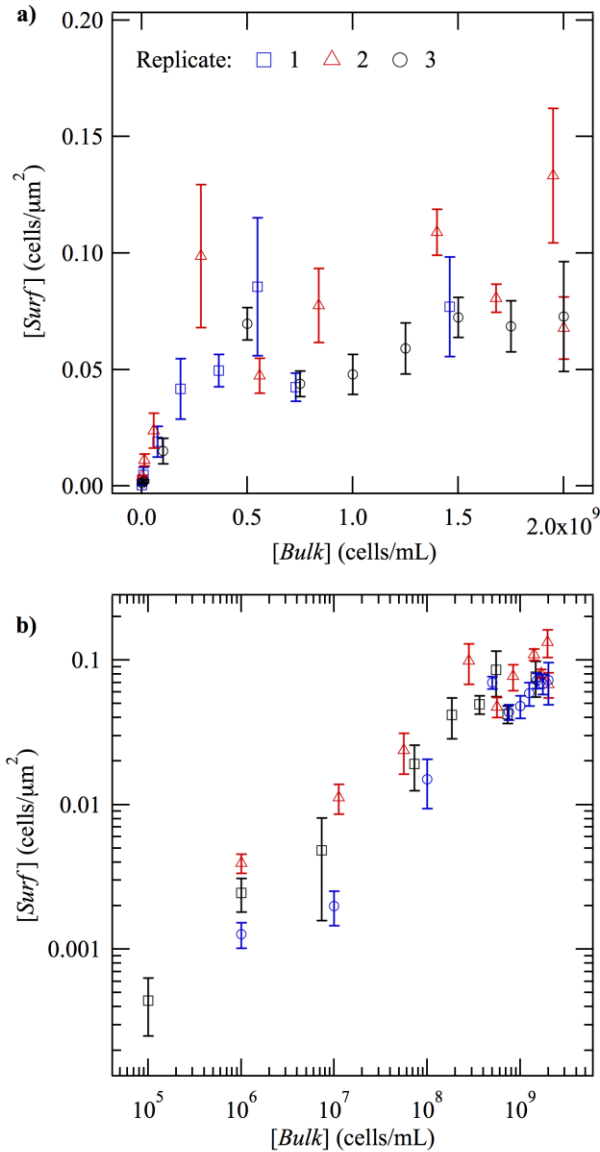 a)
0.20
Replicate: 1 2 3
0.15
[Surf] (cells/μm²)
0.10
0.05
0.00
0.0 0.5 1.0 1.5 2.0x10⁹
[Bulk] (cells/mL)
b)
0.1
[Surf] (cells/μm²)
0.01
0.001
10⁵ 10⁶ 10⁷ 10⁸ 10⁹
[Bulk] (cells/mL)